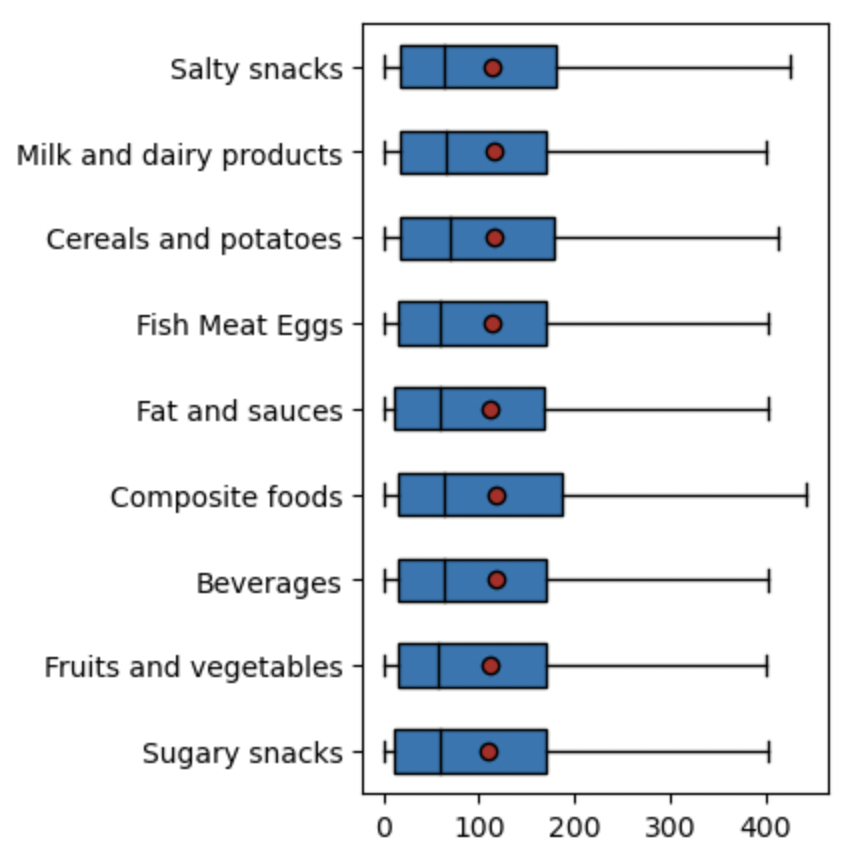 Salty snacks
Milk and dairy products
Cereals and potatoes
Fish Meat Eggs
Fat and sauces
Composite foods
Beverages
Fruits and vegetables
Sugary snacks
0 100 200 300 400